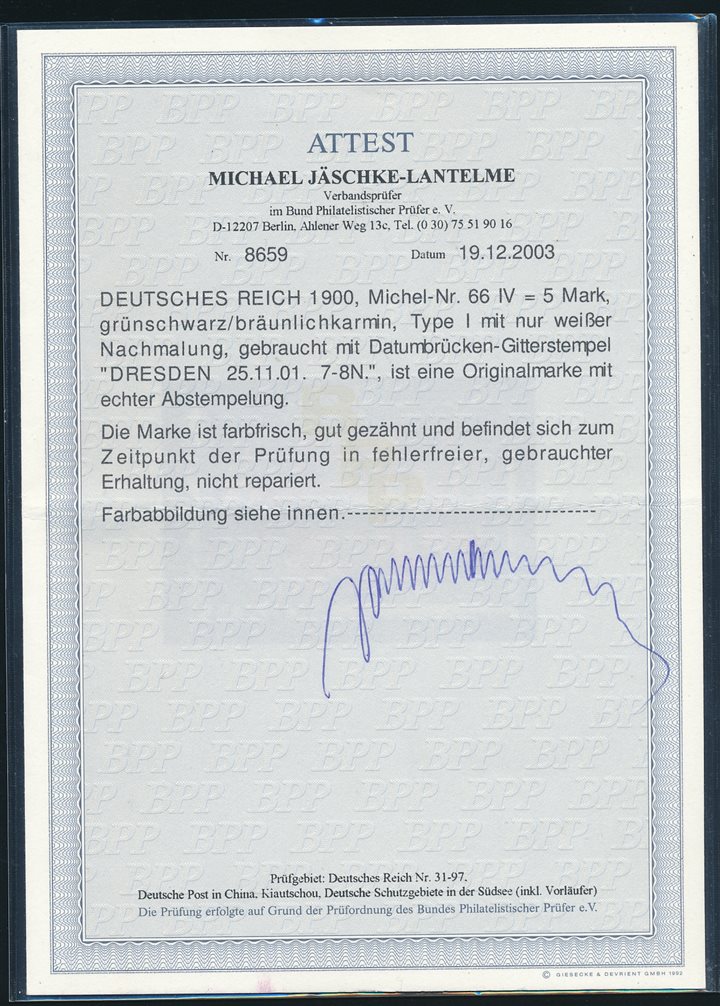 ATTEST
MICHAEL JÄSCHKE-LANTELME
Verbandsprüfer
im Bund Philatelistischer Prüfer e. V.
D-12207 Berlin, Ahlener Weg 13c, Tel. (0 30) 75 51 90 16
Nr. 8659 Datum 19.12.2003
DEUTSCHES REICH 1900, Michel-Nr. 66 IV = 5 Mark,
grünschwarz/bräunlichkarmin, Type I mit nur weißer
Nachmalung, gebraucht mit Datumbrücken-Gitterstempel
"DRESDEN 25.11.01. 7-8N.", ist eine Originalmarke mit
echter Abstempelung.
Die Marke ist farbfrisch, gut gezähnt und befindet sich zum
Zeitpunkt der Prüfung in fehlerfreier, gebrauchter
Erhaltung, nicht repariert.
Farbabbildung siehe innen.--------------------------------
Prüfgebiet: Deutsches Reich Nr. 31-97,
Deutsche Post in China, Kiautschou, Deutsche Schutzgebiete in der Südsee (inkl. Vorläufer)
Die Prüfung erfolgte auf Grund der Prüfordnung des Bundes Philatelistischer Prüfer e.V.
© GIESECKE & DEVRIENT GMBH 1992